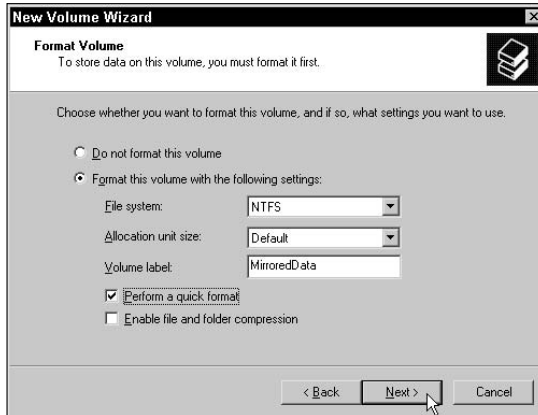 New Volume Wizard
Format Volume
To store data on this volume, you must format it first.
Choose whether you want to format this volume, and if so, what settings you want to use.
Do not format this volume
Format this volume with the following settings:
File system: NTFS
Allocation unit size: Default
Volume label: MirroredData
Perform a quick format
Enable file and folder compression
< Back Next > Cancel